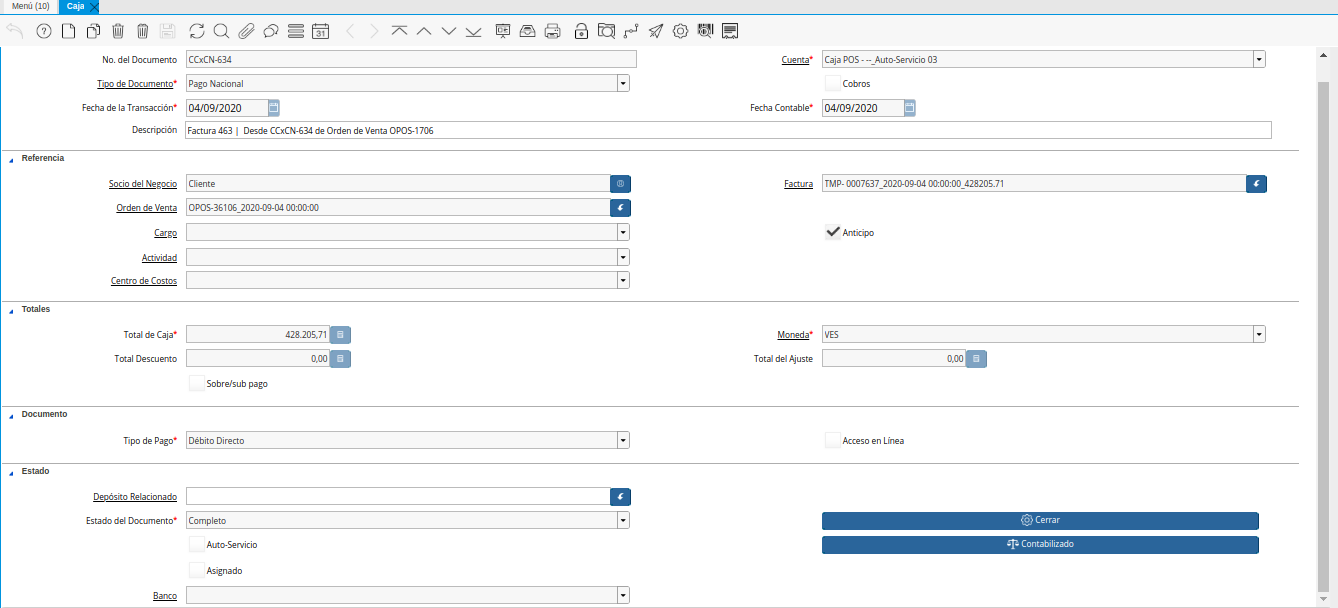 Menú (10) Caja
31
No. del Documento CCxCN-634 Cuenta* Caja POS - --_Auto-Servicio 03
Tipo de Documento* Pago Nacional Cobros
Fecha de la Transacción* 04/09/2020 Fecha Contable* 04/09/2020
Descripción Factura 463 | Desde CCxCN-634 de Orden de Venta OPOS-1706
Referencia
Socio del Negocio Cliente Factura TMP- 0007637_2020-09-04 00:00:00_428205.71
Orden de Venta OPOS-36106_2020-09-04 00:00:00
Cargo Anticipo
Actividad
Centro de Costos
Totales
Total de Caja* 428.205,71 Moneda* VES
Total Descuento 0,00 Total del Ajuste 0,00
Sobre/sub pago
Documento
Tipo de Pago* Débito Directo Acceso en Línea
Estado
Depósito Relacionado
Estado del Documento* Completo Cerrar
Auto-Servicio Contabilizado
Asignado
Banco